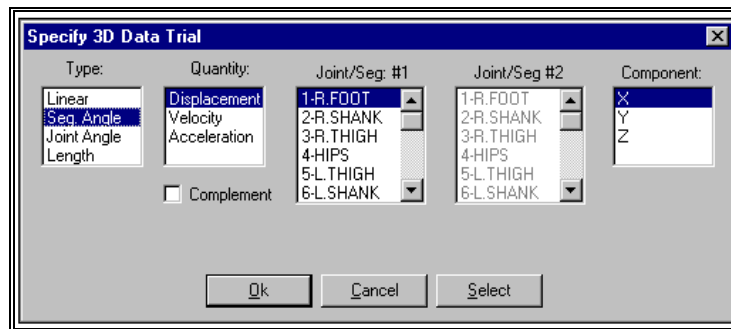 Specify 3D Data Trial
Type:
Linear
Seg. Angle
Joint Angle
Length
Quantity:
Displacement
Velocity
Acceleration
Complement
Joint/Seg: #1
1-R.FOOT
2-R.SHANK
3-R.THIGH
4-HIPS
5-L.THIGH
6-L.SHANK
Joint/Seg #2
1-R.FOOT
2-R.SHANK
3-R.THIGH
4-HIPS
5-L.THIGH
6-L.SHANK
Component:
X
Y
Z
Ok
Cancel
Select